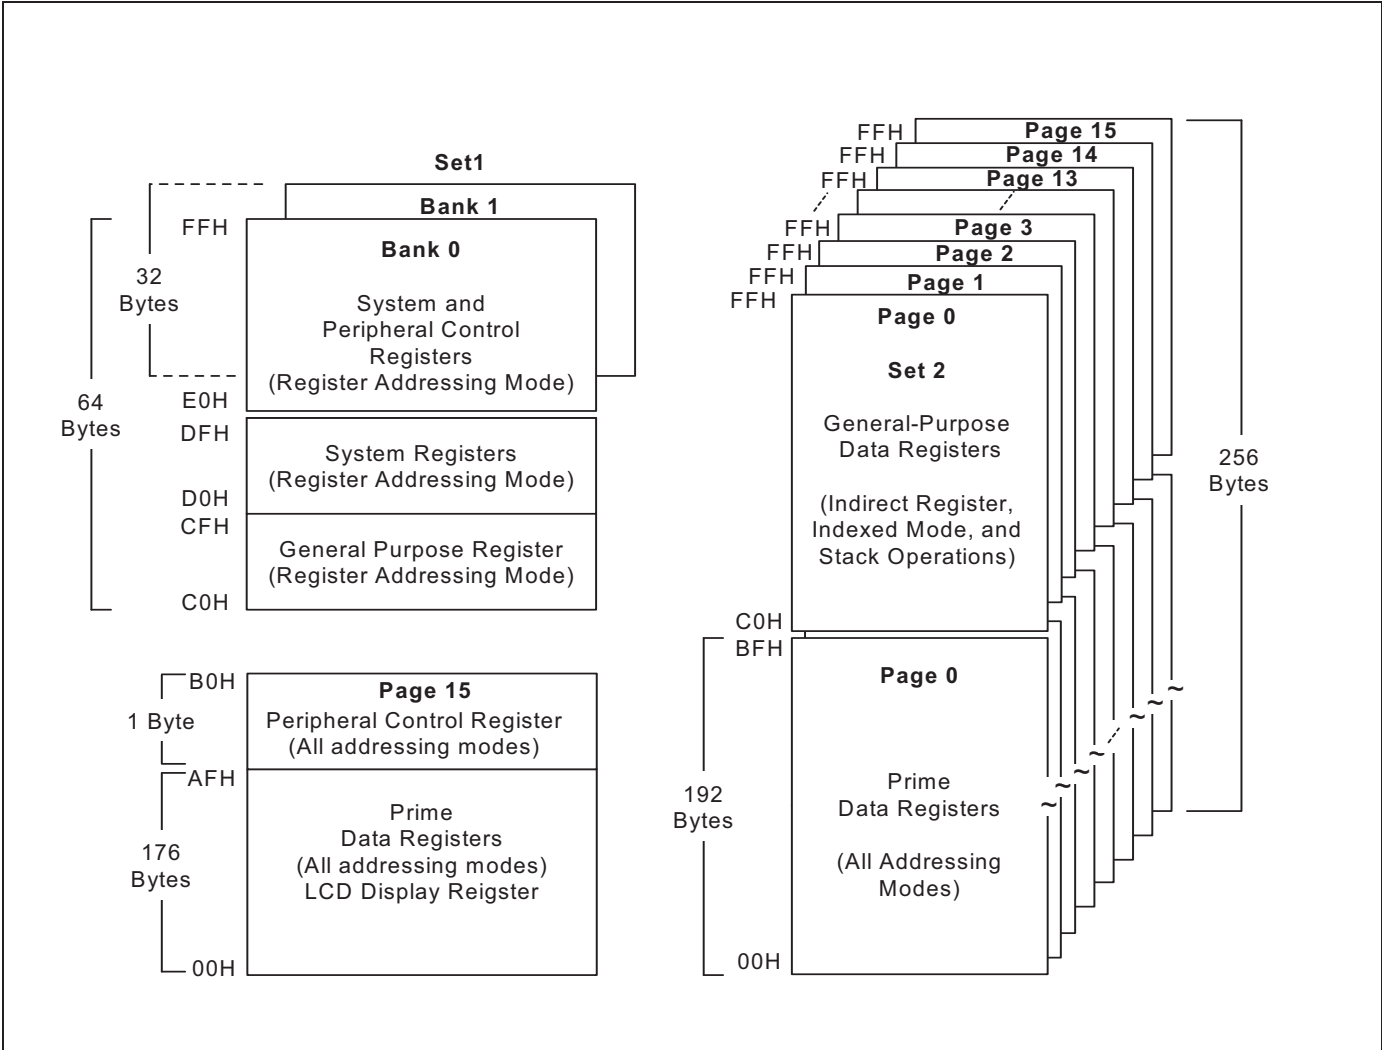 Set1
Bank 1
FFH
Bank 0
32
Bytes
System and
Peripheral Control
Registers
(Register Addressing Mode)
64
Bytes
E0H
DFH
System Registers
(Register Addressing Mode)
D0H
CFH
General Purpose Register
(Register Addressing Mode)
C0H
B0H
Page 15
1 Byte
Peripheral Control Register
(All addressing modes)
AFH
Prime
Data Registers
(All addressing modes)
LCD Display Reigster
176
Bytes
00H
FFH
Page 15
FFH
Page 14
FFH
Page 13
FFH
Page 3
FFH
Page 2
FFH
Page 1
FFH
Page 0
Set 2
General-Purpose
Data Registers
(Indirect Register,
Indexed Mode, and
Stack Operations)
256
Bytes
C0H
BFH
Page 0
192
Bytes
Prime
Data Registers
(All Addressing
Modes)
00H
~
~
~
~
~
~
~